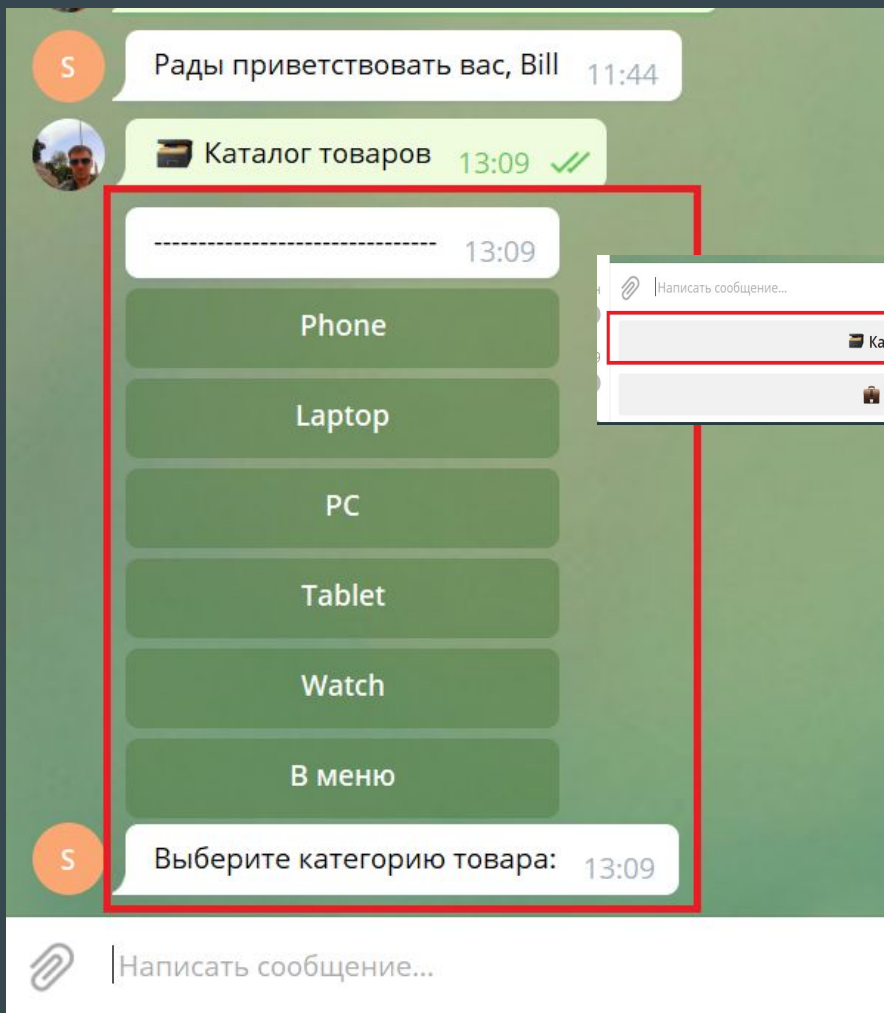 S
Рады приветствовать вас, Bill 11:44
Каталог товаров 13:09
-------------------------------- 13:09
Phone
Laptop
PC
Tablet
Watch
В меню
S
Выберите категорию товара: 13:09
Написать сообщение...
Написать сообщение...
Ка